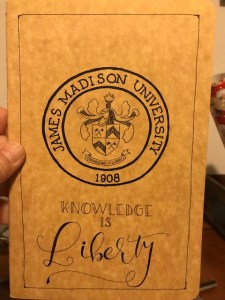 JAMES MADISON UNIVERSITY
1908
KNOWLEDGE
IS
Liberty